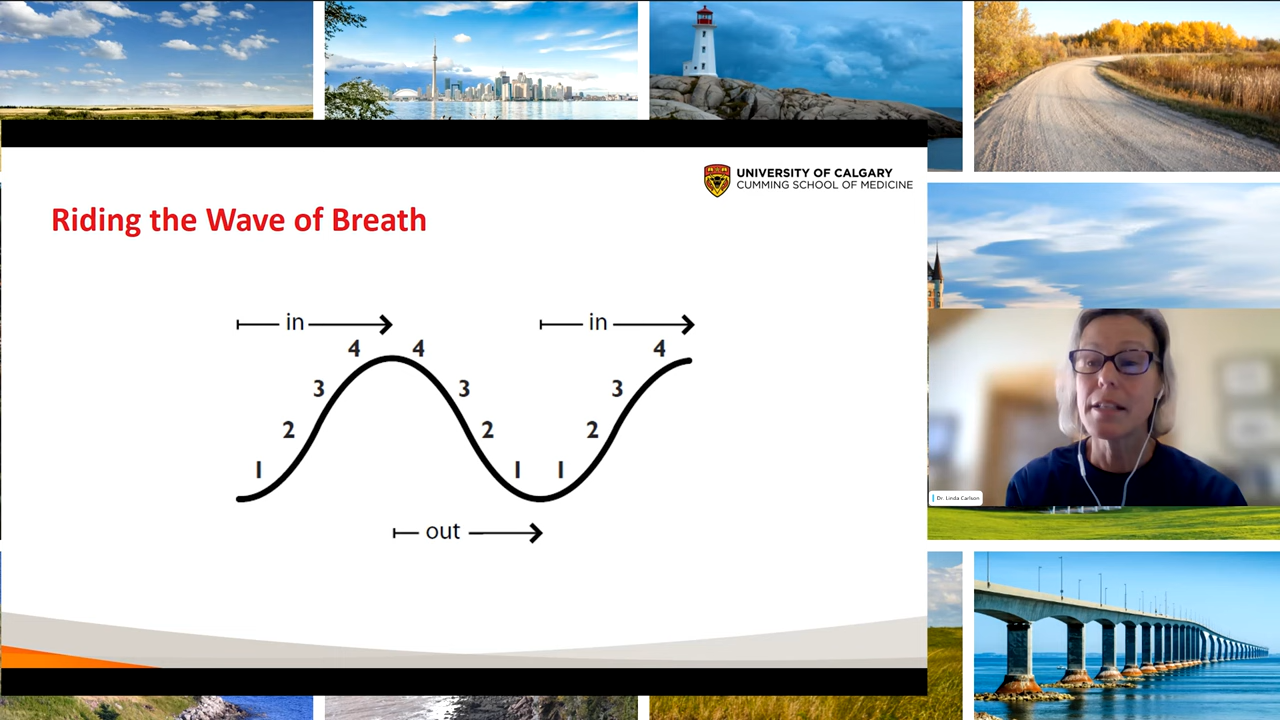 UNIVERSITY OF CALGARY
CUMMING SCHOOL OF MEDICINE
Riding the Wave of Breath
in in
4 4 4
3 3 3
2 2 2
1 1 1
out
Dr. Linda Carlson